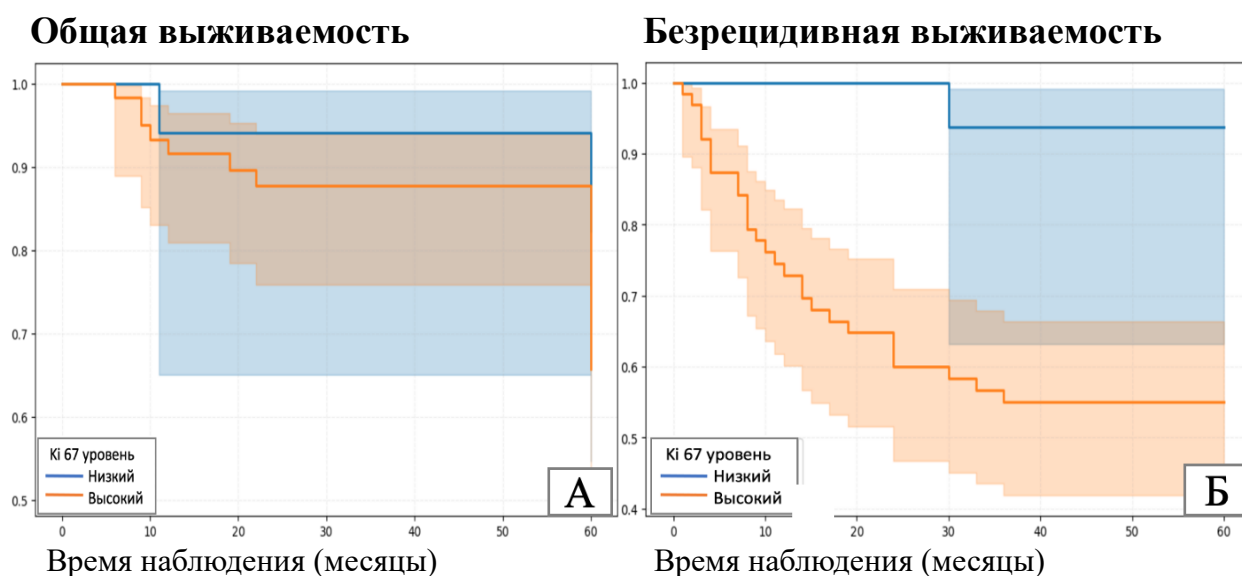 Общая выживаемость
1.0
0.9
0.8
0.7
0.6
0.5
Ki 67 уровень
Низкий
Высокий
А
0 10 20 30 40 50 60
Время наблюдения (месяцы)
Безрецидивная выживаемость
1.0
0.9
0.8
0.7
0.6
0.5
0.4
Ki 67 уровень
Низкий
Высокий
Б
0 10 20 30 40 50 60
Время наблюдения (месяцы)